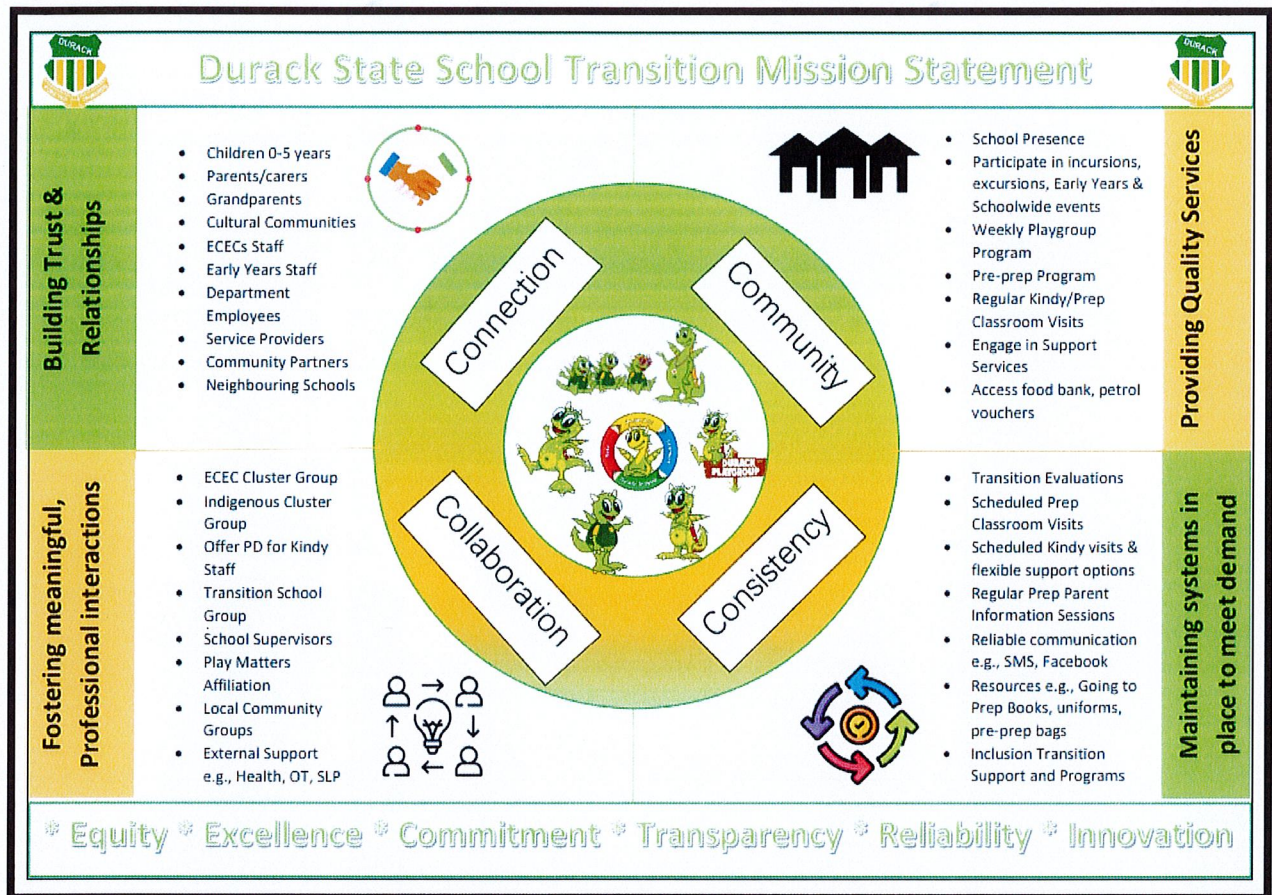 DURACK
Durack State School Transition Mission Statement
DURACK
Building Trust &
Relationships
• Children 0-5 years
• Parents/carers
• Grandparents
• Cultural Communities
• ECECs Staff
• Early Years Staff
• Department
Employees
• Service Providers
• Community Partners
• Neighbouring Schools
Connection
Community
• School Presence
• Participate in incursions,
excursions, Early Years &
Schoolwide events
• Weekly Playgroup
Program
• Pre-prep Program
• Regular Kindy/Prep
Classroom Visits
• Engage in Support
Services
• Access food bank, petrol
vouchers
Providing Quality Services
DURACK
PLAYGROUP
Fostering meaningful,
Professional interactions
• ECEC Cluster Group
• Indigenous Cluster
Group
• Offer PD for Kindy
Staff
• Transition School
Group
• School Supervisors
• Play Matters
Affiliation
• Local Community
Groups
• External Support
e.g., Health, OT, SLP
Collaboration
Consistency
• Transition Evaluations
• Scheduled Prep
Classroom Visits
• Scheduled Kindy visits &
flexible support options
• Regular Prep Parent
Information Sessions
• Reliable communication
e.g., SMS, Facebook
• Resources e.g., Going to
Prep Books, uniforms,
pre-prep bags
• Inclusion Transition
Support and Programs
Maintaining systems in
place to meet demand
* Equity * Excellence * Commitment * Transparency * Reliability * Innovation